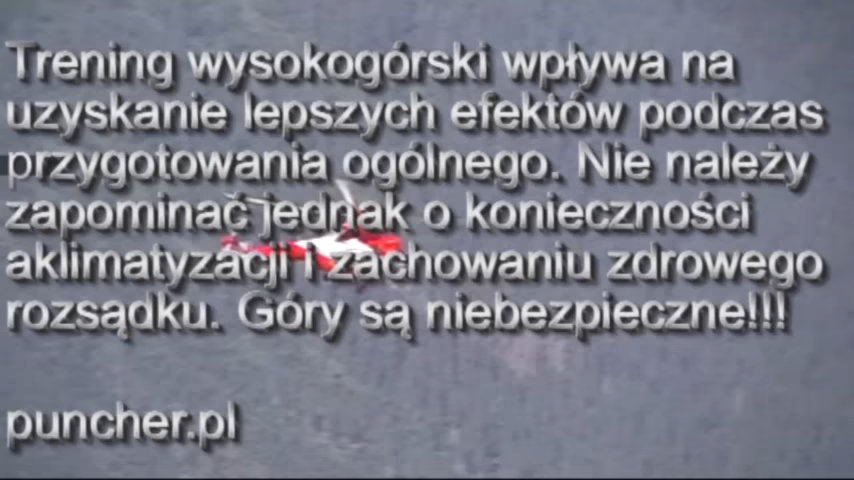 Trening wysokogórski wpływa na
uzyskanie lepszych efektów podczas
przygotowania ogólnego. Nie należy
zapominać jednak o konieczności
aklimatyzacji i zachowaniu zdrowego
rozsądku. Góry są niebezpieczne!!!
puncher.pl